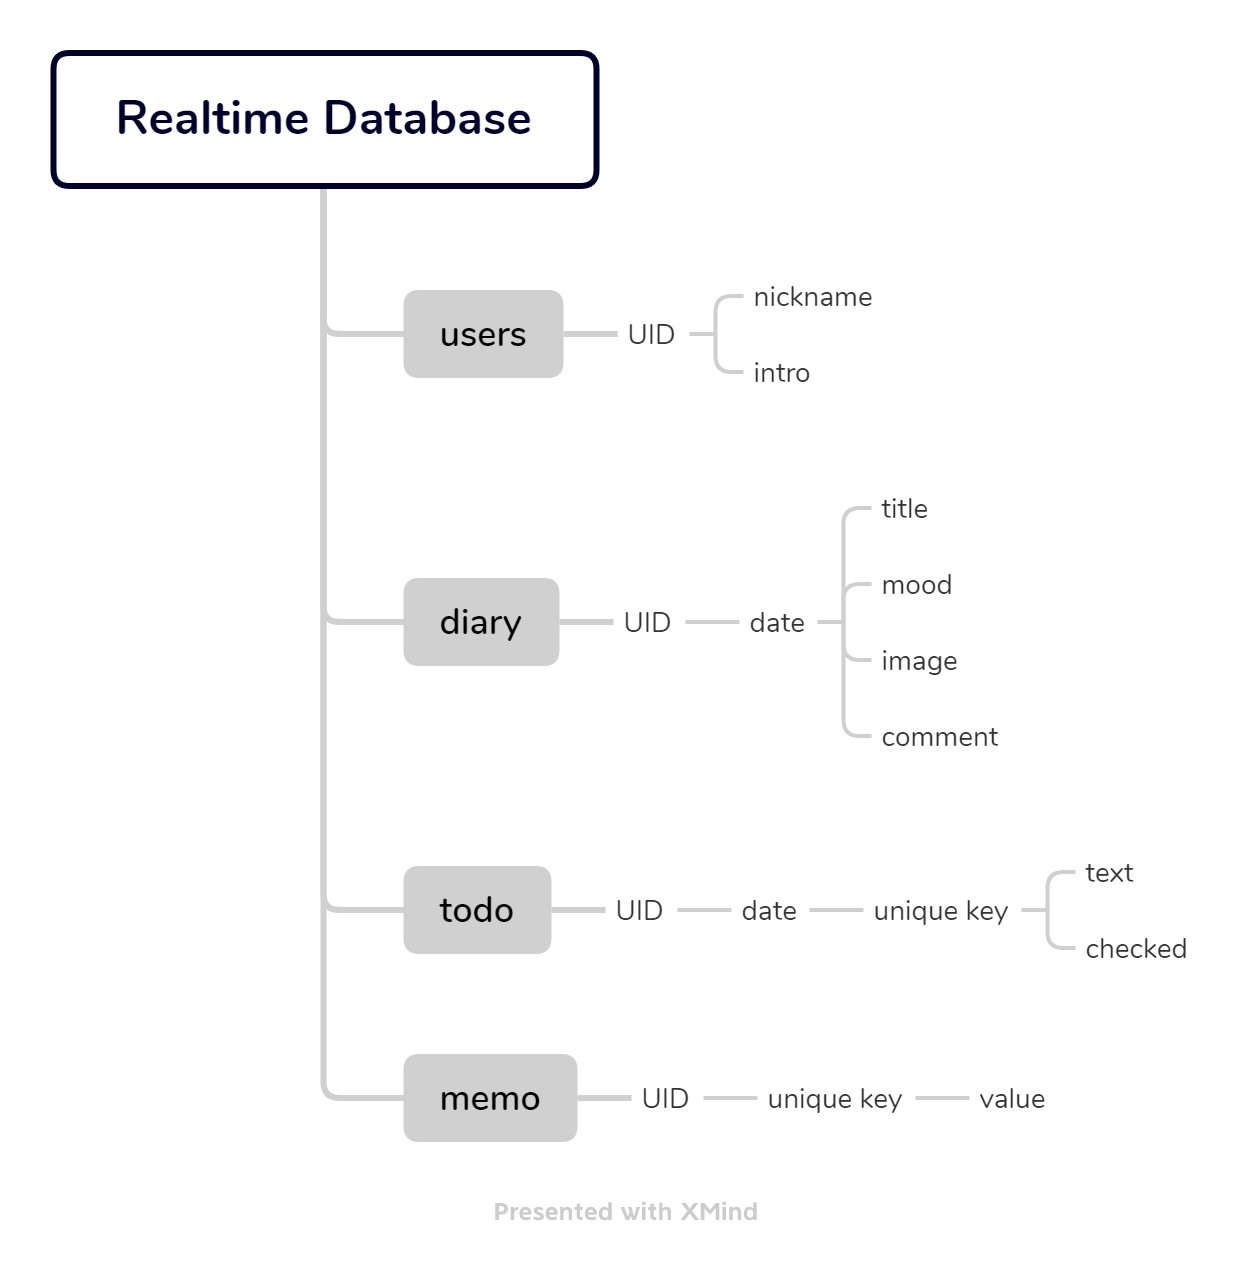 Realtime Database
users
UID
nickname
intro
diary
UID
date
title
mood
image
comment
todo
UID
date
unique key
text
checked
memo
UID
unique key
value
Presented with XMind